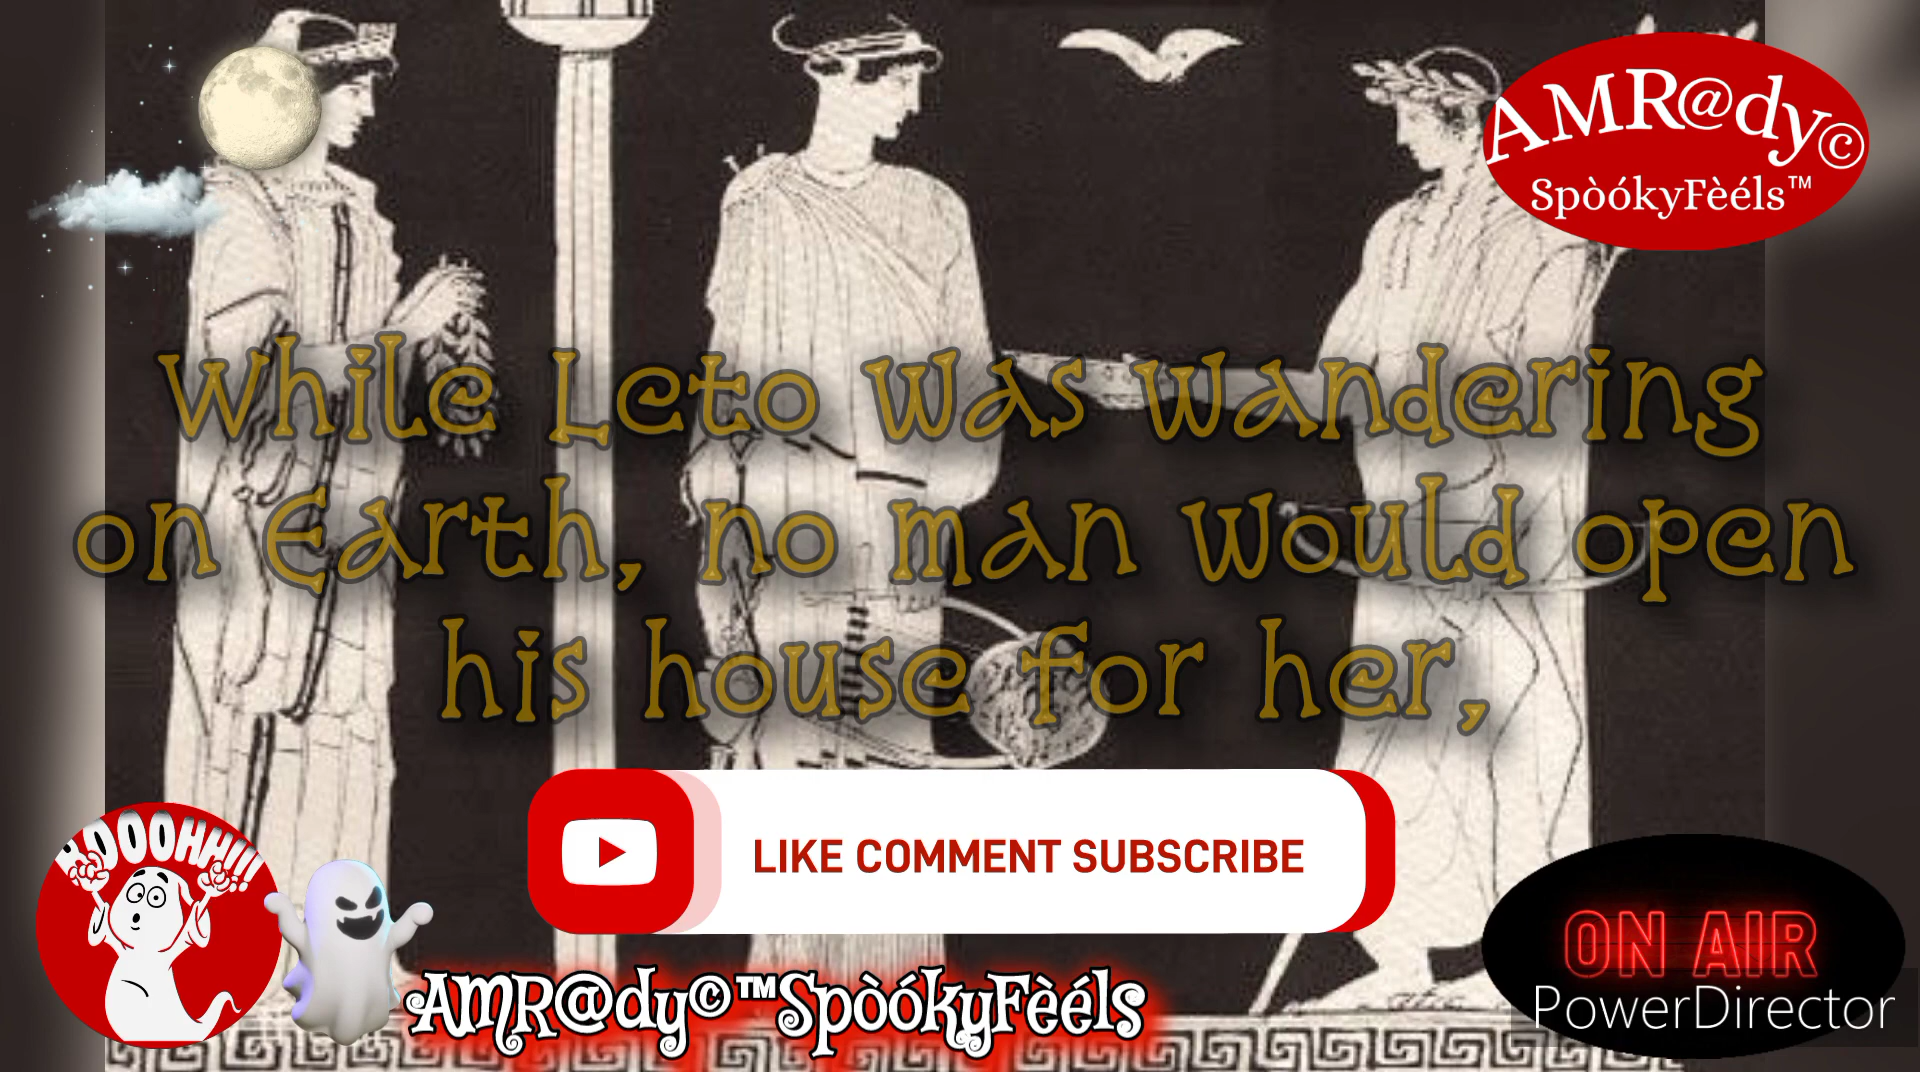 AMR@dy©
SpòókyFèéls™
While Leto was wandering
on Earth, no man would open
his house for her,
LIKE COMMENT SUBSCRIBE
ON AIR
PowerDirector
AMR@dy©™SpòókyFèéls